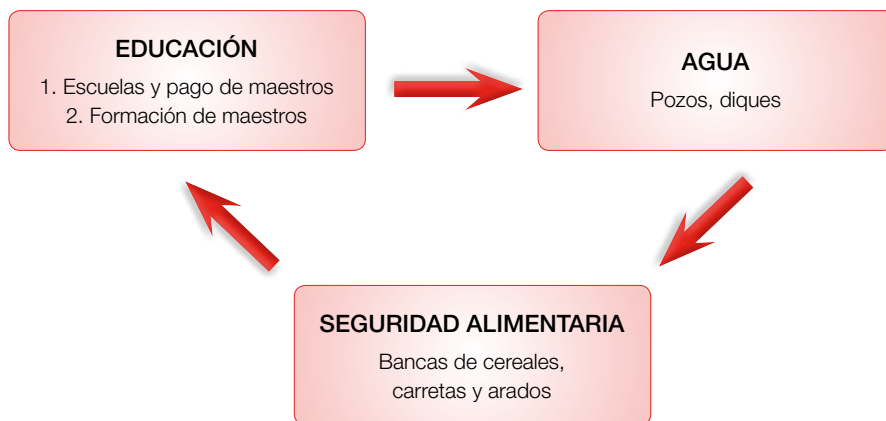 EDUCACIÓN
1. Escuelas y pago de maestros
2. Formación de maestros
AGUA
Pozos, diques
SEGURIDAD ALIMENTARIA
Bancas de cereales,
carretas y arados